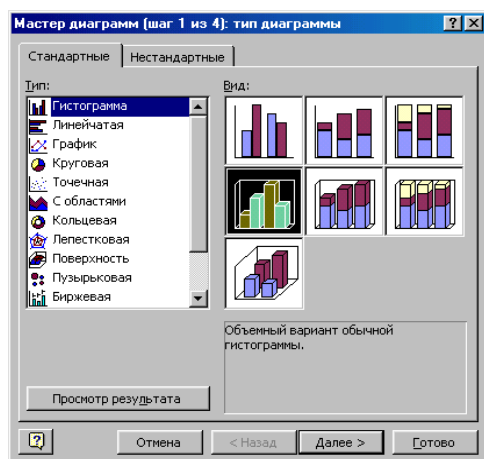 Мастер диаграмм (шаг 1 из 4): тип диаграммы
Стандартные Нестандартные
Тип: Вид:
Гистограмма
Линейчатая
График
Круговая
Точечная
С областями
Кольцевая
Лепестковая
Поверхность
Пузырьковая
Биржевая
Объемный вариант обычной
гистограммы.
Просмотр результата
Отмена < Назад Далее > Готово